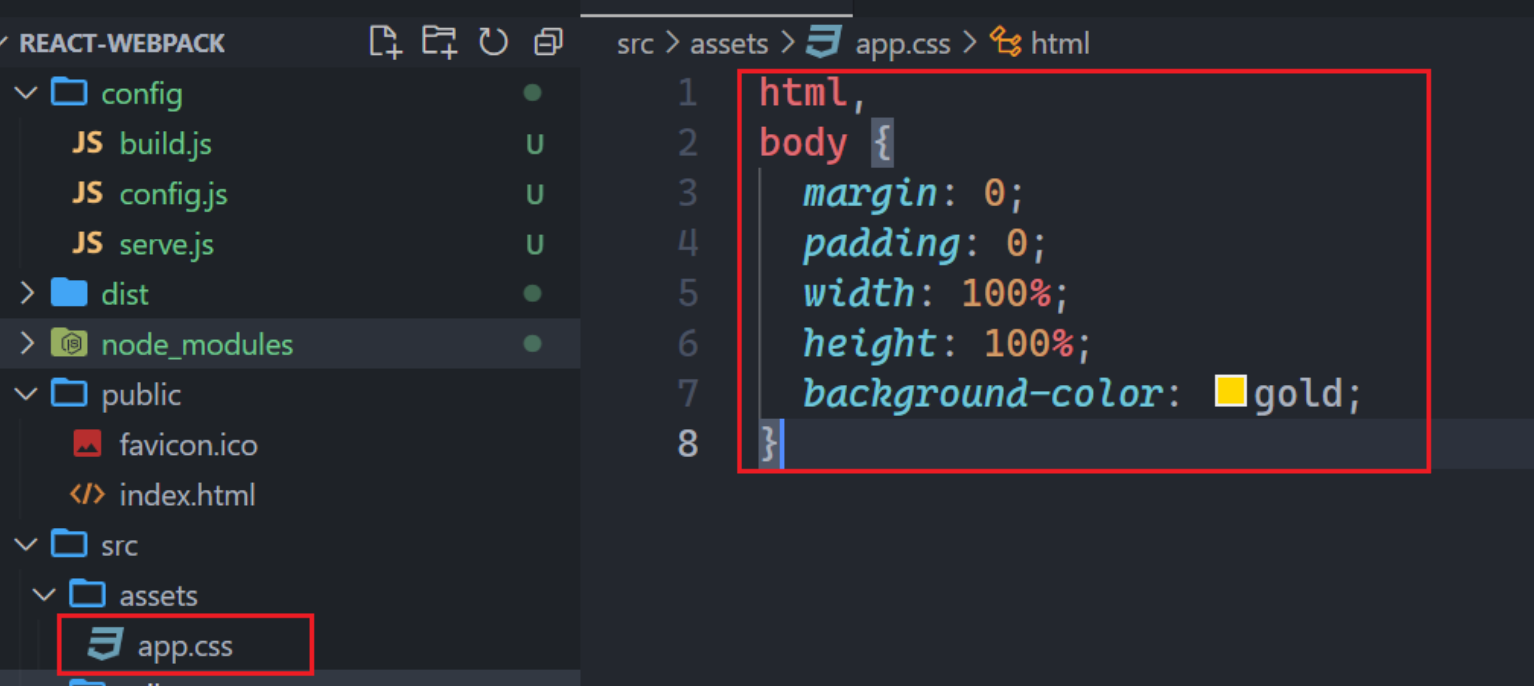 REACT-WEBPACK
config
JS build.js U
JS config.js U
JS serve.js U
dist
node_modules
public
favicon.ico
</> index.html
src
assets
app.css
src > assets > app.css > html
1 html,
2 body {
3 margin: 0;
4 padding: 0;
5 width: 100%;
6 height: 100%;
7 background-color: gold;
8 }